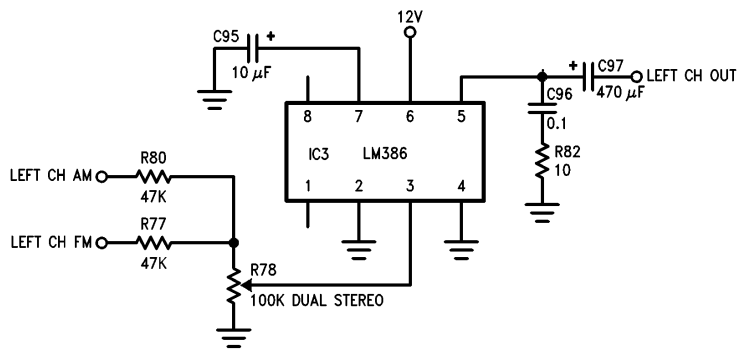 12V
C95
+
10 µF
+
C97
470 µF
LEFT CH OUT
C96
0.1
R82
10
8
7
6
5
IC3
LM386
1
2
3
4
R80
LEFT CH AM
47K
R77
LEFT CH FM
47K
R78
100K DUAL STEREO